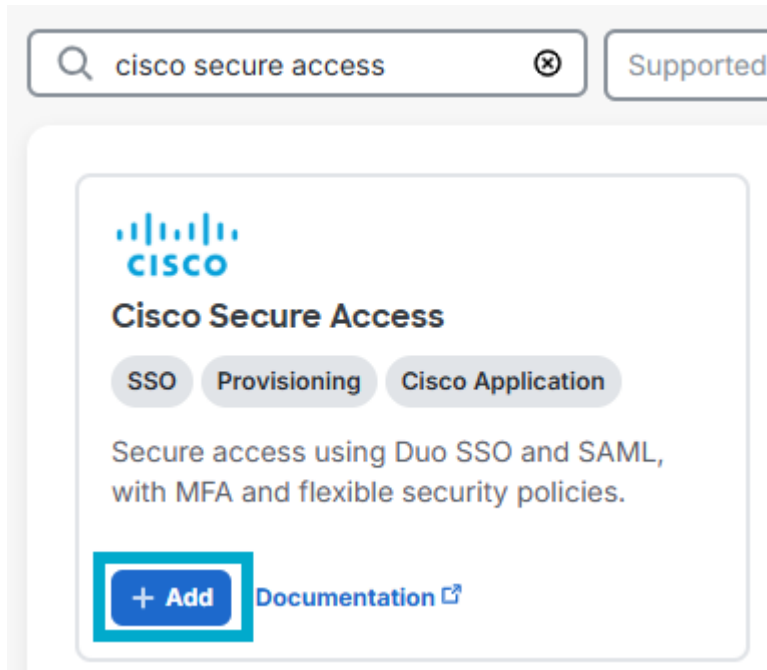 cisco secure access
Supported
CISCO
Cisco Secure Access
SSO Provisioning Cisco Application
Secure access using Duo SSO and SAML,
with MFA and flexible security policies.
+ Add Documentation